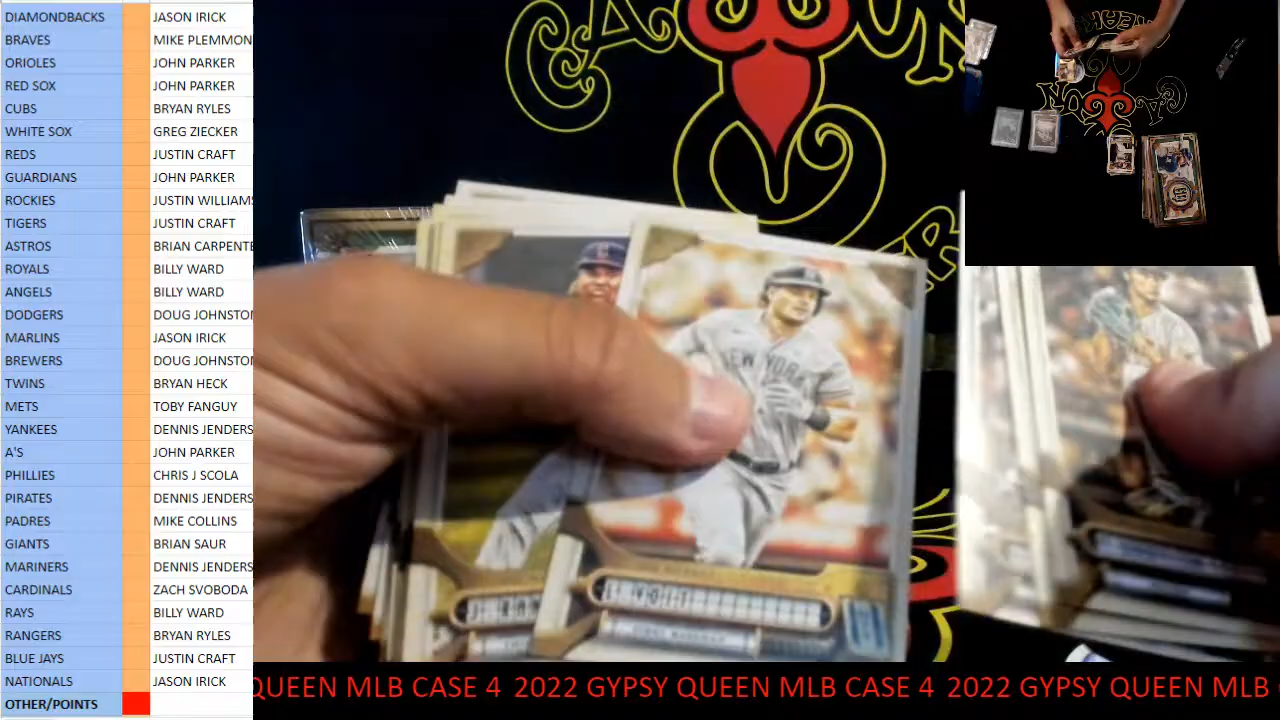 DIAMONDBACKS JASON IRICK
BRAVES MIKE PLEMMON
ORIOLES JOHN PARKER
RED SOX JOHN PARKER
CUBS BRYAN RYLES
WHITE SOX GREG ZIECKER
REDS JUSTIN CRAFT
GUARDIANS JOHN PARKER
ROCKIES JUSTIN WILLIAMS
TIGERS JUSTIN CRAFT
ASTROS BRIAN CARPENTE
ROYALS BILLY WARD
ANGELS BILLY WARD
DODGERS DOUG JOHNSTON
MARLINS JASON IRICK
BREWERS DOUG JOHNSTON
TWINS BRYAN HECK
METS TOBY FANGUY
YANKEES DENNIS JENDERS
A'S JOHN PARKER
PHILLIES CHRIS J SCOLA
PIRATES DENNIS JENDERS
PADRES MIKE COLLINS
GIANTS BRIAN SAUR
MARINERS DENNIS JENDERS
CARDINALS ZACH SVOBODA
RAYS BILLY WARD
RANGERS BRYAN RYLES
BLUE JAYS JUSTIN CRAFT
NATIONALS JASON IRICK
OTHER/POINTS
NEW YORK
L VOIT
QUEEN MLB CASE 4 2022 GYPSY QUEEN MLB CASE 4 2022 GYPSY QUEEN MLB